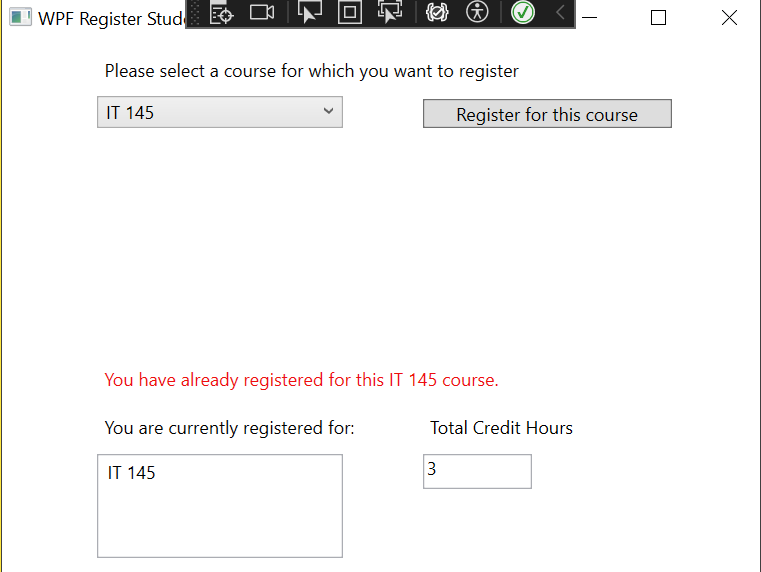 WPF Register Stude
Please select a course for which you want to register
IT 145
Register for this course
You have already registered for this IT 145 course.
You are currently registered for:
Total Credit Hours
IT 145
3